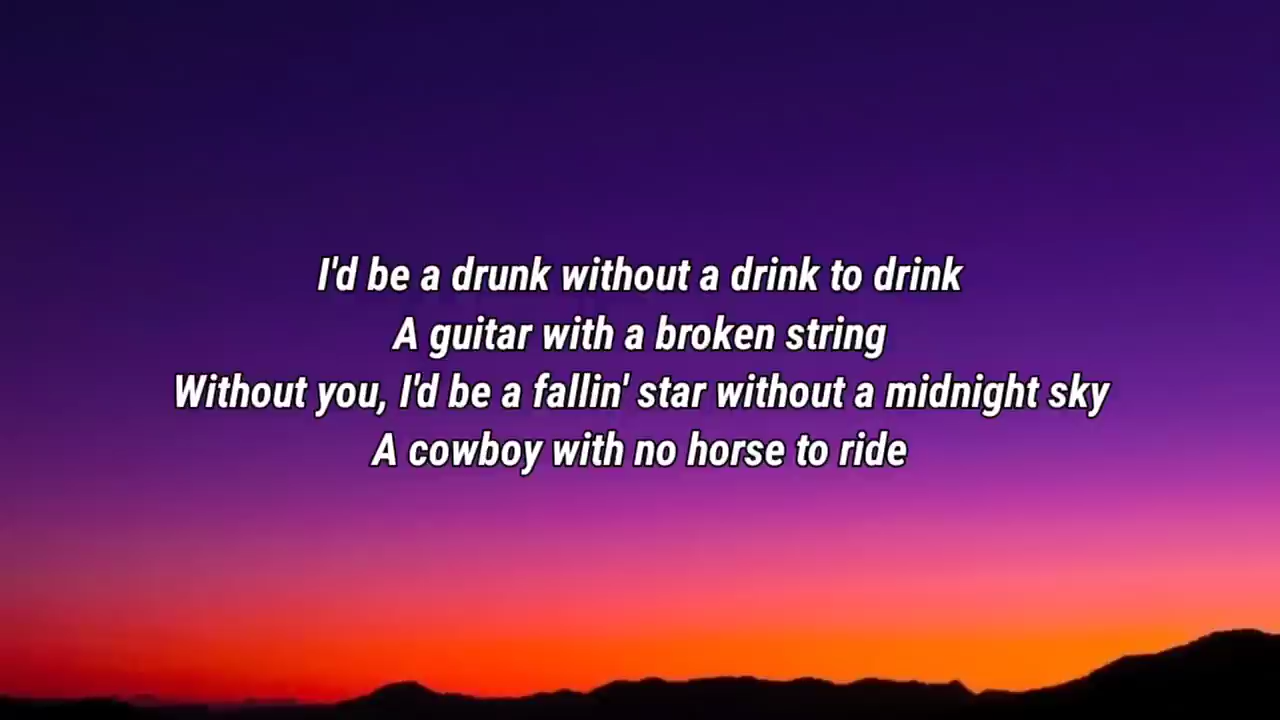 I'd be a drunk without a drink to drink
A guitar with a broken string
Without you, I'd be a fallin' star without a midnight sky
A cowboy with no horse to ride